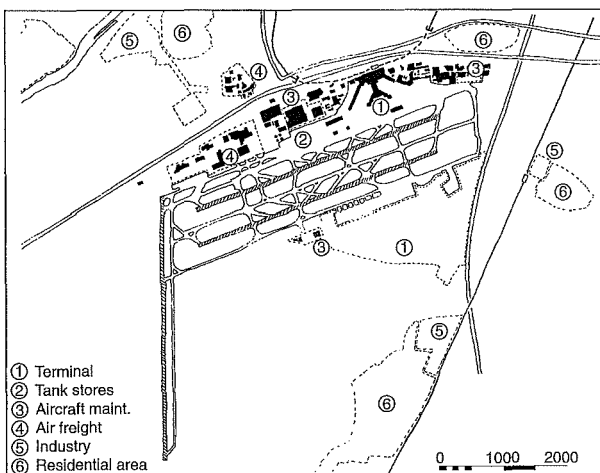 ⑤
⑥
⑥
④
③
③
①
②
⑤
④
⑥
③
①
⑤
⑥
① Terminal
② Tank stores
③ Aircraft maint.
④ Air freight
⑤ Industry
⑥ Residential area
0 1000 2000